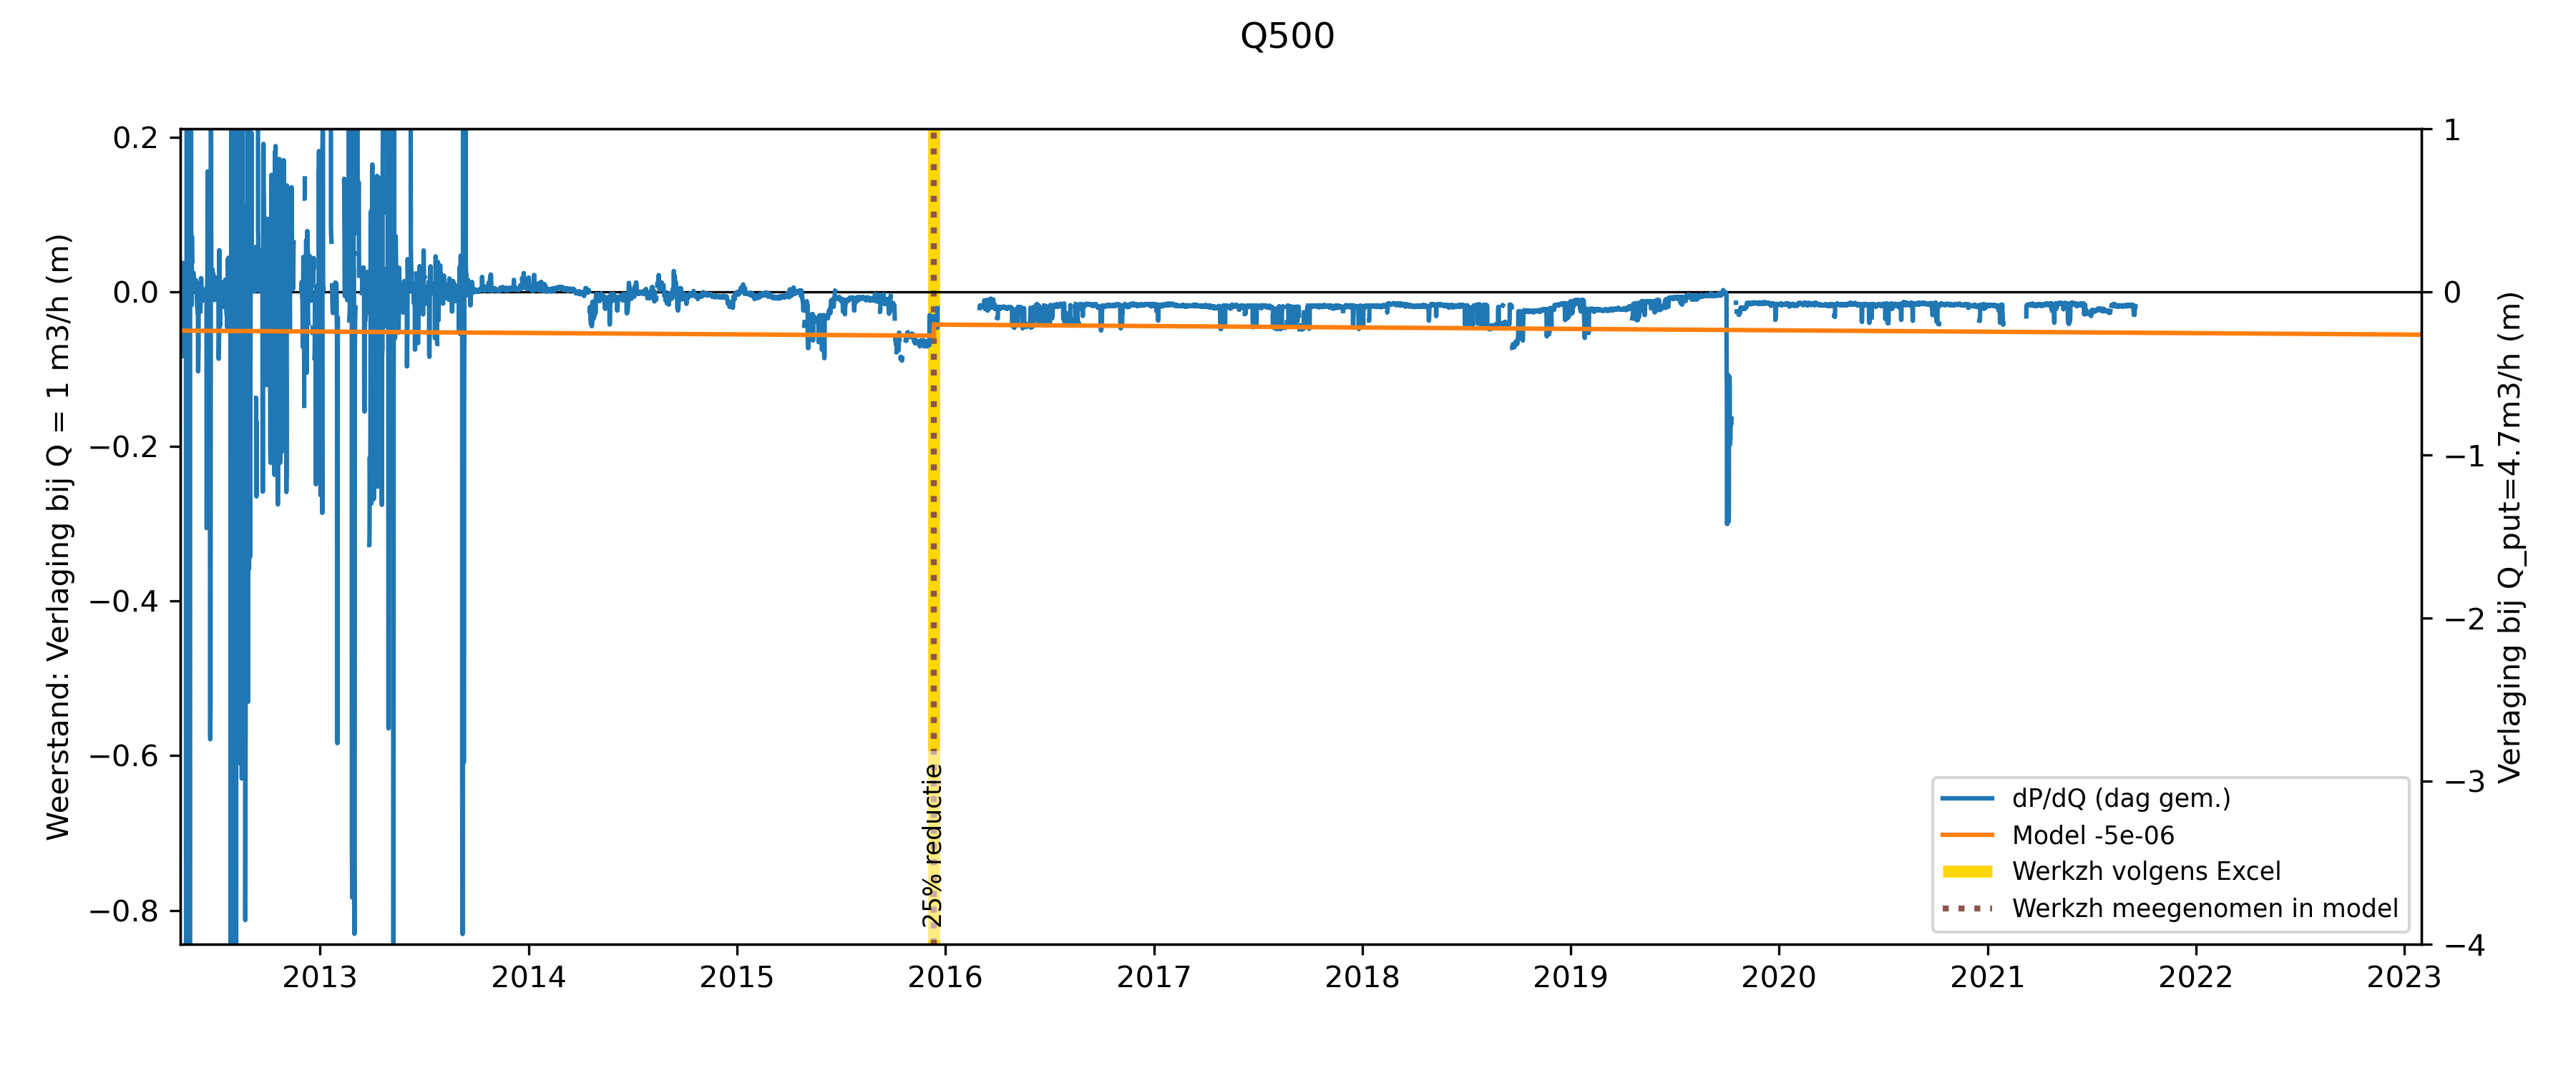 Q500
Weerstand: Verlaging bij Q = 1 m3/h (m)
0.2
0.0
−0.2
−0.4
−0.6
−0.8
25% reductie
1
0
−1
−2
−3
−4
Verlaging bij Q_put=4.7m3/h (m)
dP/dQ (dag gem.)
Model -5e-06
Werkzh volgens Excel
Werkzh meegenomen in model
2013 2014 2015 2016 2017 2018 2019 2020 2021 2022 2023